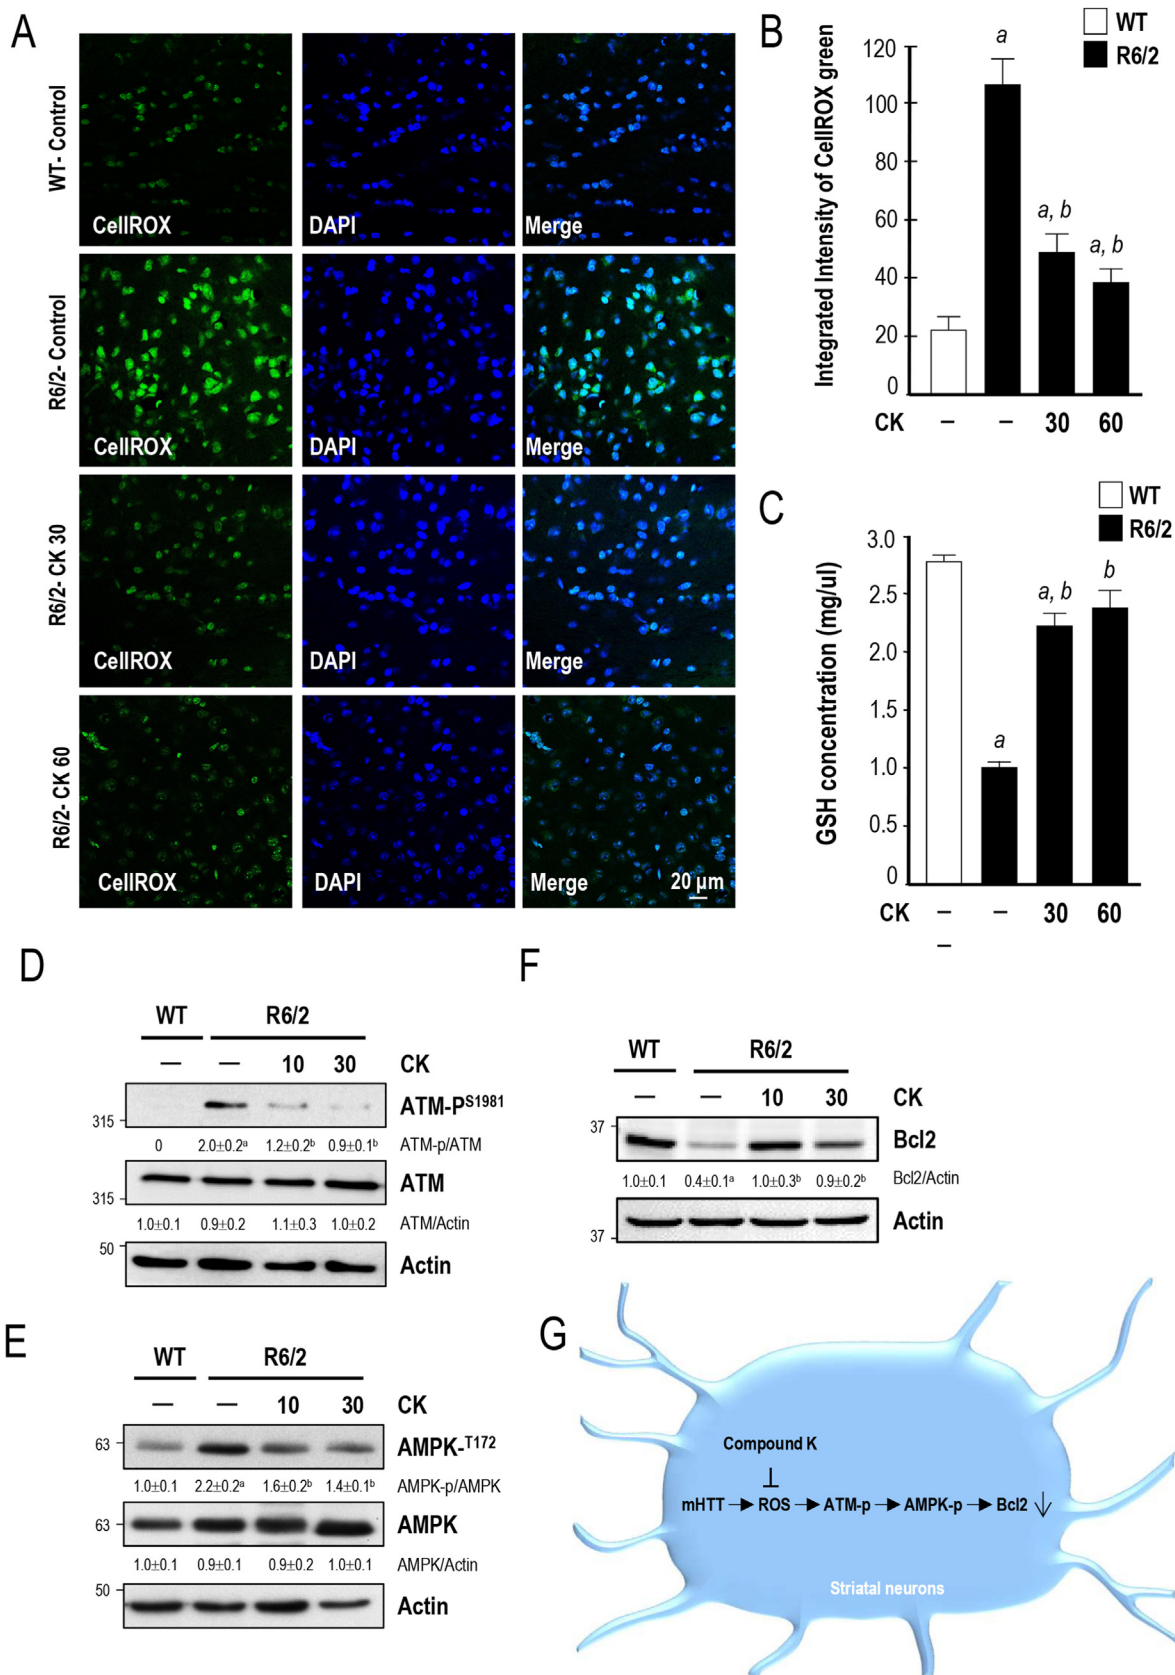 A
WT- Control
CellROX
DAPI
Merge
R6/2- Control
CellROX
DAPI
Merge
R6/2- CK 30
CellROX
DAPI
Merge
R6/2- CK 60
CellROX
DAPI
Merge
20 µm
B
WT
R6/2
Integrated Intensity of CellROX green
120
100
80
60
40
20
0
a
a, b
a, b
CK – – 30 60
C
WT
R6/2
GSH concentration (mg/ul)
3.0
2.5
2.0
1.5
1.0
0.5
0
a
a, b
b
CK – – 30 60
–
D
WT R6/2
— — 10 30 CK
315 ATM-P^S1981
0 2.0±0.2ᵃ 1.2±0.2ᵇ 0.9±0.1ᵇ ATM-p/ATM
315 ATM
1.0±0.1 0.9±0.2 1.1±0.3 1.0±0.2 ATM/Actin
50 Actin
E
WT R6/2
— — 10 30 CK
63 AMPK-^T172
1.0±0.1 2.2±0.2ᵃ 1.6±0.2ᵇ 1.4±0.1ᵇ AMPK-p/AMPK
63 AMPK
1.0±0.1 0.9±0.1 0.9±0.2 1.0±0.1 AMPK/Actin
50 Actin
F
WT R6/2
— — 10 30 CK
37 Bcl2
1.0±0.1 0.4±0.1ᵃ 1.0±0.3ᵇ 0.9±0.2ᵇ Bcl2/Actin
37 Actin
G
Compound K
mHTT → ROS → ATM-p → AMPK-p → Bcl2 ↓
Striatal neurons